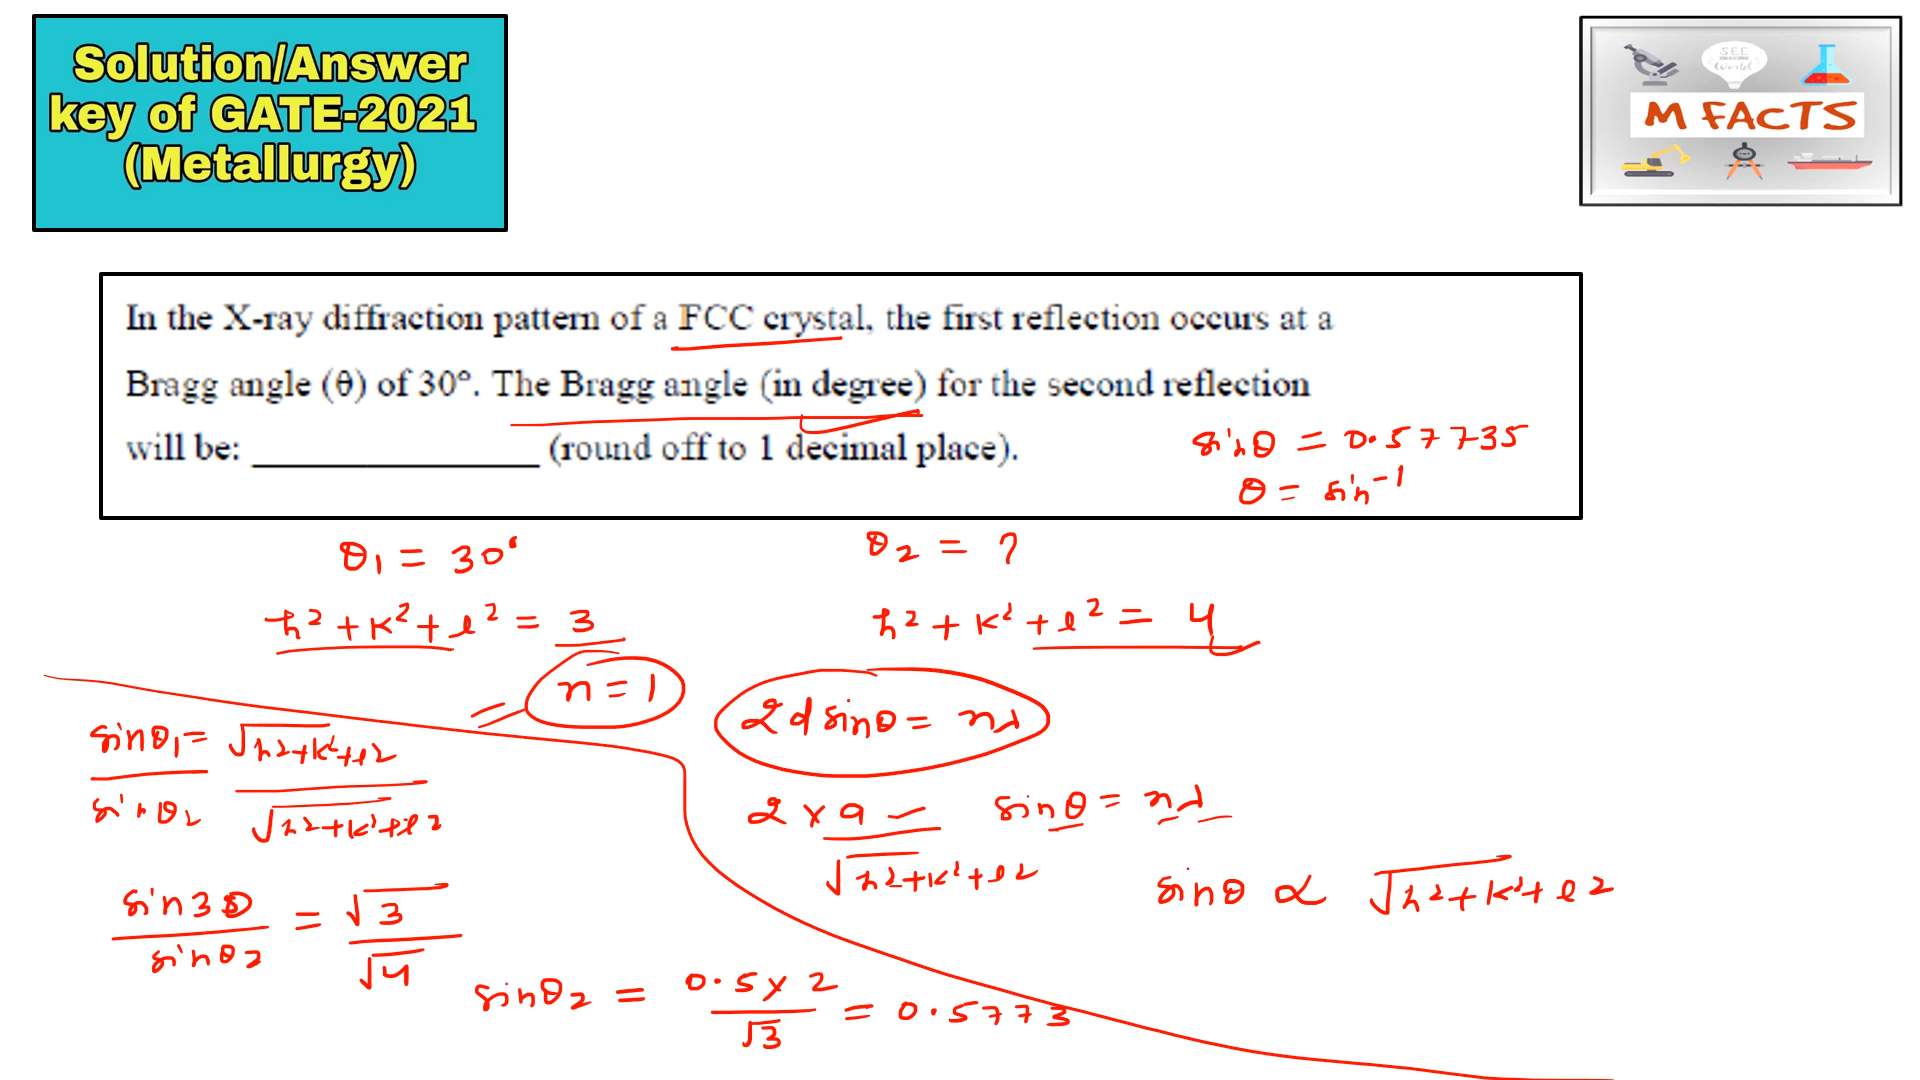 Solution/Answer
key of GATE-2021
(Metallurgy)
SEE
World
M FACTS
In the X-ray diffraction pattern of a FCC crystal, the first reflection occurs at a
Bragg angle (θ) of 30°. The Bragg angle (in degree) for the second reflection
will be: ________________ (round off to 1 decimal place).
sinθ = 0.57735
θ = sin⁻¹
θ₁ = 30°
θ₂ = ?
h² + k² + l² = 3
h² + k² + l² = 4
n = 1
2d sinθ = nλ
sinθ₁ / sinθ₂ = √h²+k²+l² / √h²+k²+l²
2 × a / √h²+k²+l² sinθ = nλ
sinθ ∝ √h²+k²+l²
sin30 / sinθ₂ = √3 / √4
sinθ₂ = 0.5 × 2 / √3 = 0.5773